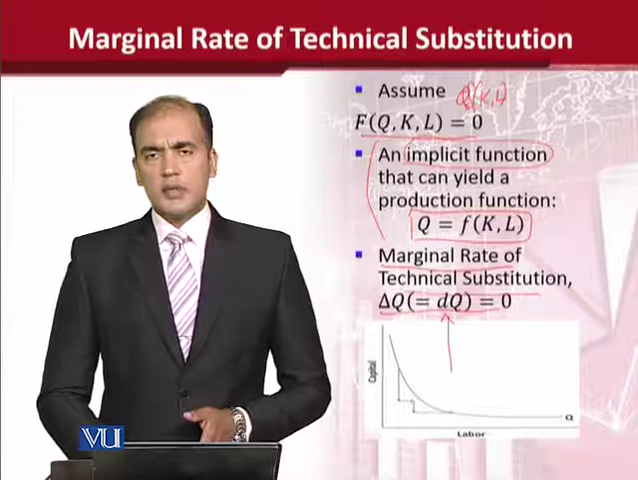 Marginal Rate of Technical Substitution
Assume Q(K,L)
F(Q, K, L) = 0
An implicit function
that can yield a
production function:
Q = f(K, L)
Marginal Rate of
Technical Substitution,
ΔQ(= dQ) = 0
Capital
Q
Labor
VU